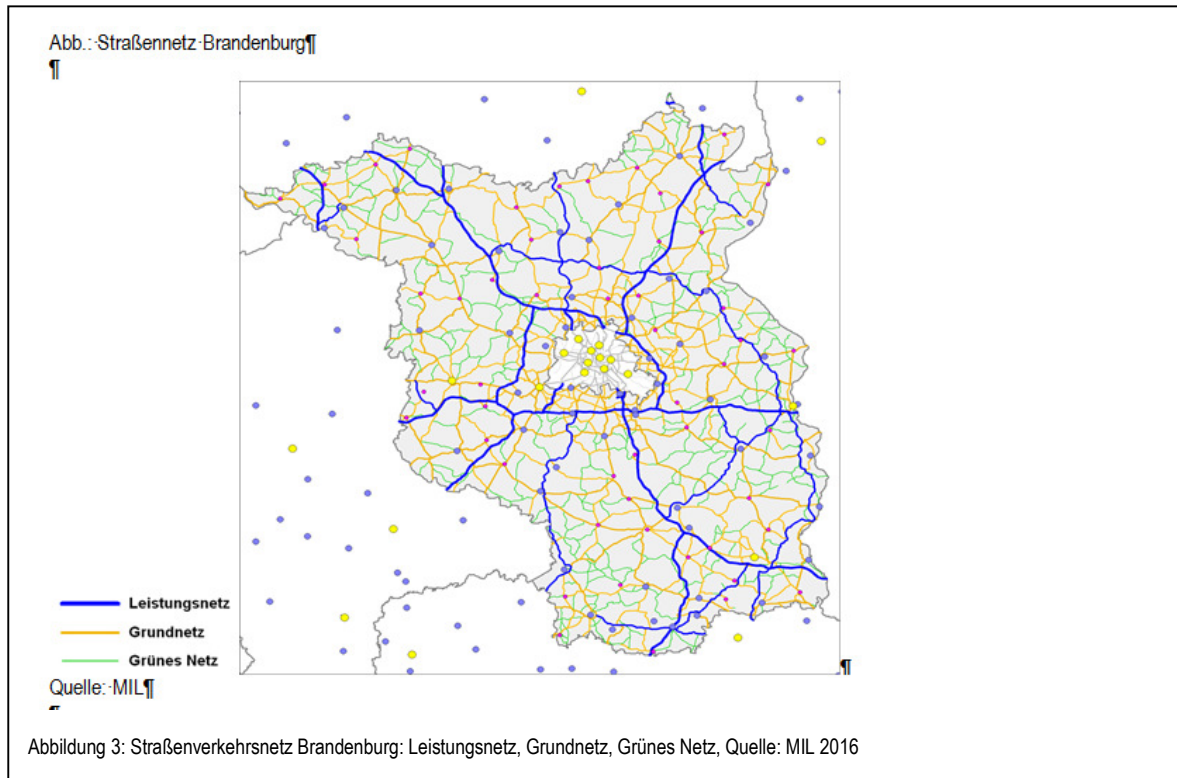 Abb.:·Straßennetz·Brandenburg¶
¶
Leistungsnetz
Grundnetz
Grünes Netz
¶
Quelle:·MIL¶
Abbildung 3: Straßenverkehrsnetz Brandenburg: Leistungsnetz, Grundnetz, Grünes Netz, Quelle: MIL 2016